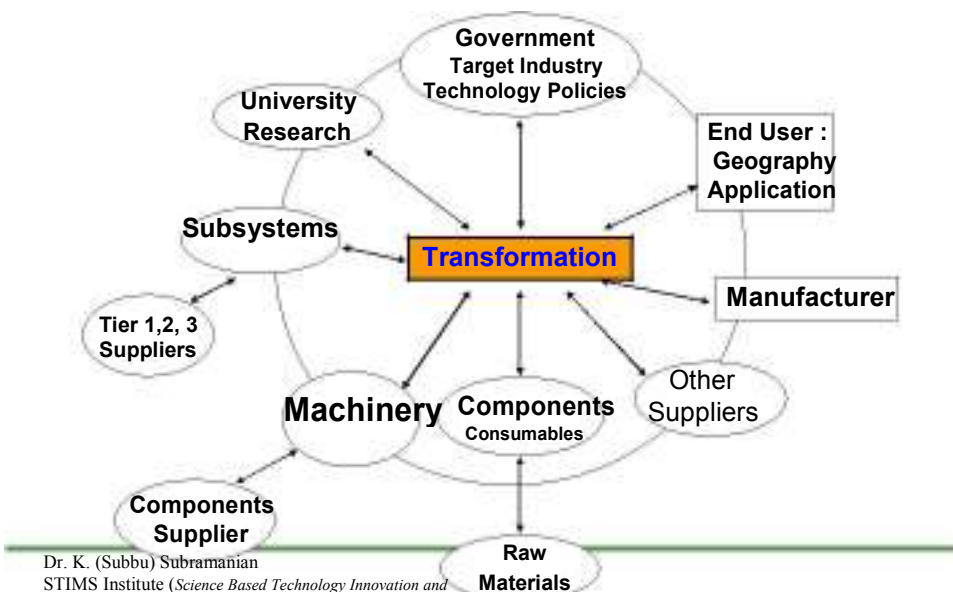 Government
Target Industry
Technology Policies
University
Research
End User :
Geography
Application
Subsystems
Transformation
Manufacturer
Tier 1,2, 3
Suppliers
Machinery
Components
Consumables
Other
Suppliers
Components
Supplier
Raw
Materials
Dr. K. (Subbu) Subramanian
STIMS Institute (Science Based Technology Innovation and